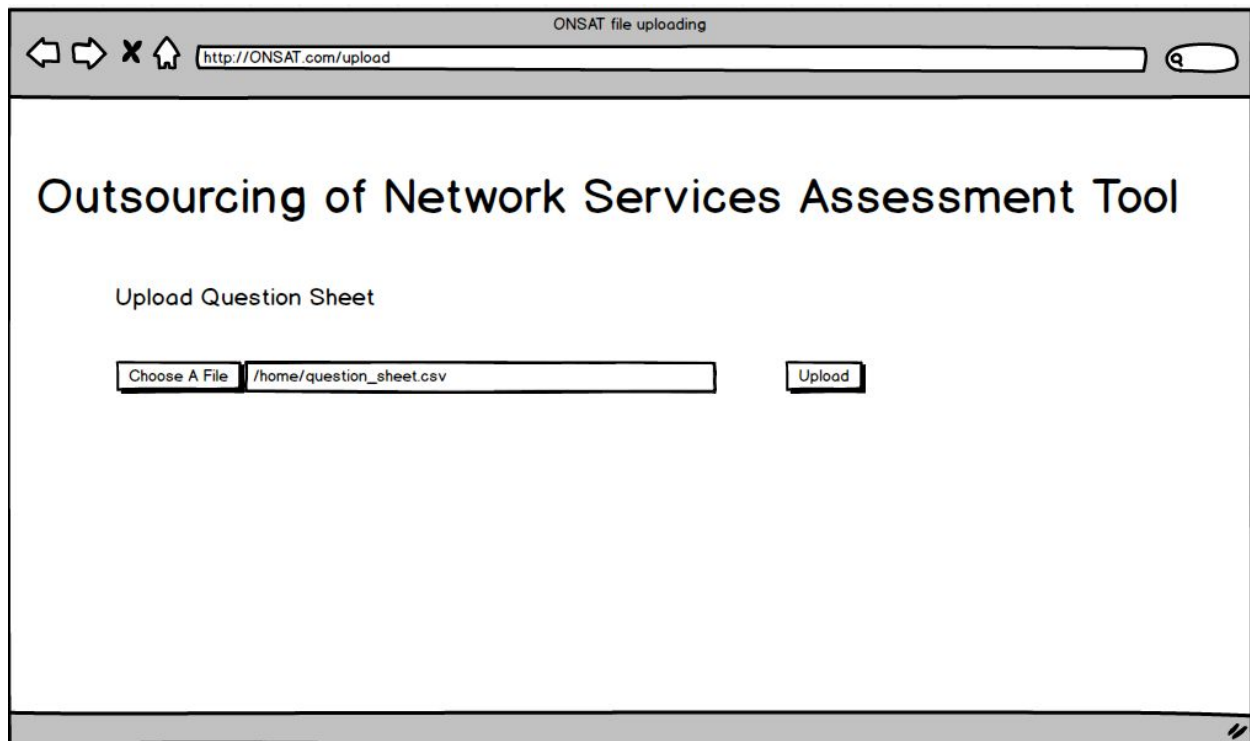 ONSAT file uploading
http://ONSAT.com/upload
Outsourcing of Network Services Assessment Tool
Upload Question Sheet
Choose A File /home/question_sheet.csv Upload